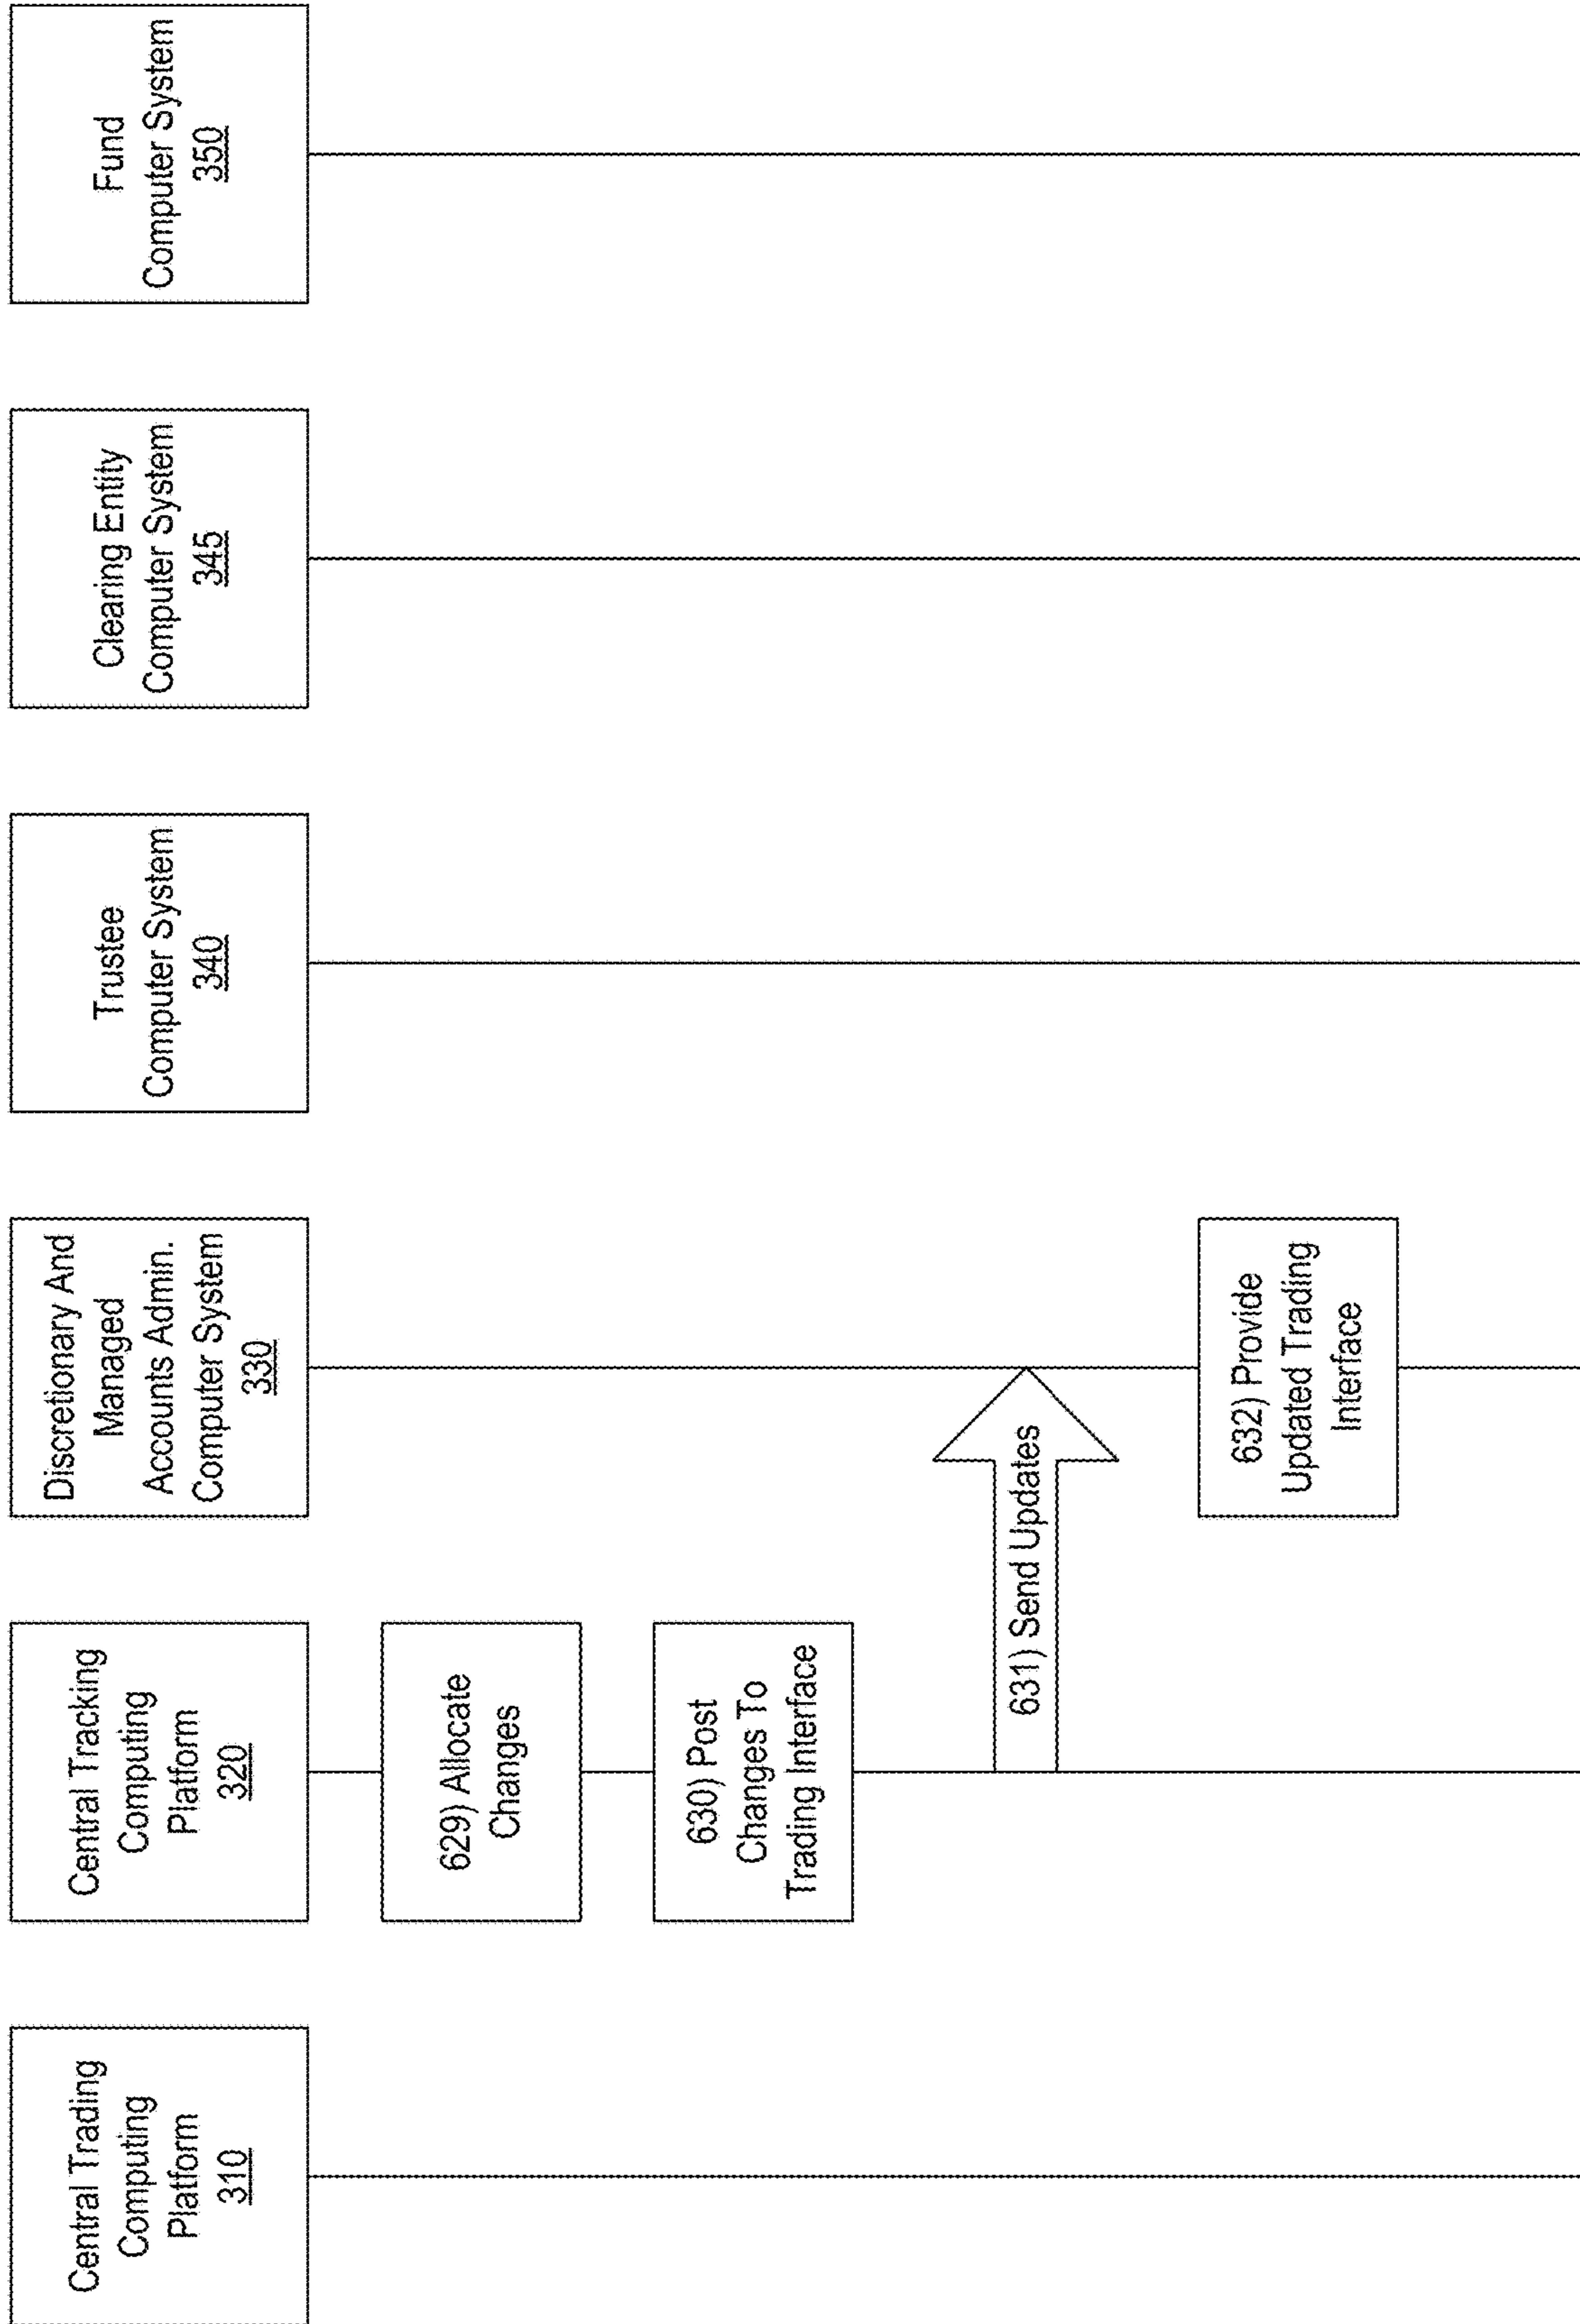 Central Trading
Computing
Platform
310
Central Tracking
Computing
Platform
320
Discretionary And
Managed
Accounts Admin.
Computer System
330
Trustee
Computer System
340
Clearing Entity
Computer System
345
Fund
Computer System
350
629) Allocate
Changes
630) Post
Changes To
Trading Interface
631) Send Updates
632) Provide
Updated Trading
Interface